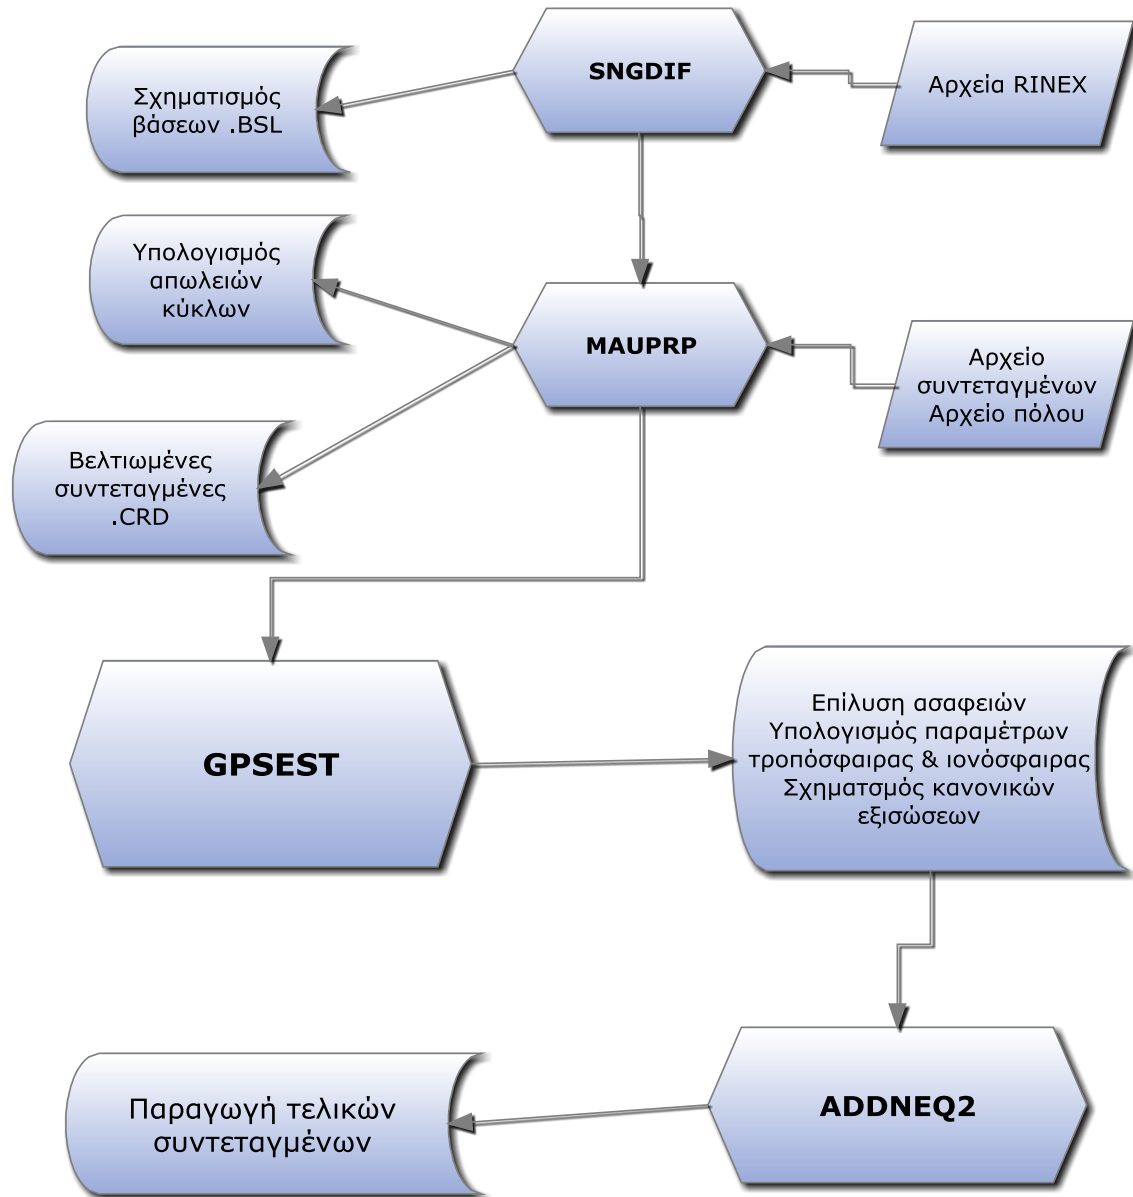 SNGDIF
Αρχεία RINEX
Σχηματισμός
βάσεων .BSL
Υπολογισμός
απωλειών
κύκλων
MAUPRP
Αρχείο
συντεταγμένων
Αρχείο πόλου
Βελτιωμένες
συντεταγμένες
.CRD
GPSEST
Επίλυση ασαφειών
Υπολογισμός παραμέτρων
τροπόσφαιρας & ιονόσφαιρας
Σχηματσμός κανονικών
εξισώσεων
ADDNEQ2
Παραγωγή τελικών
συντεταγμένων